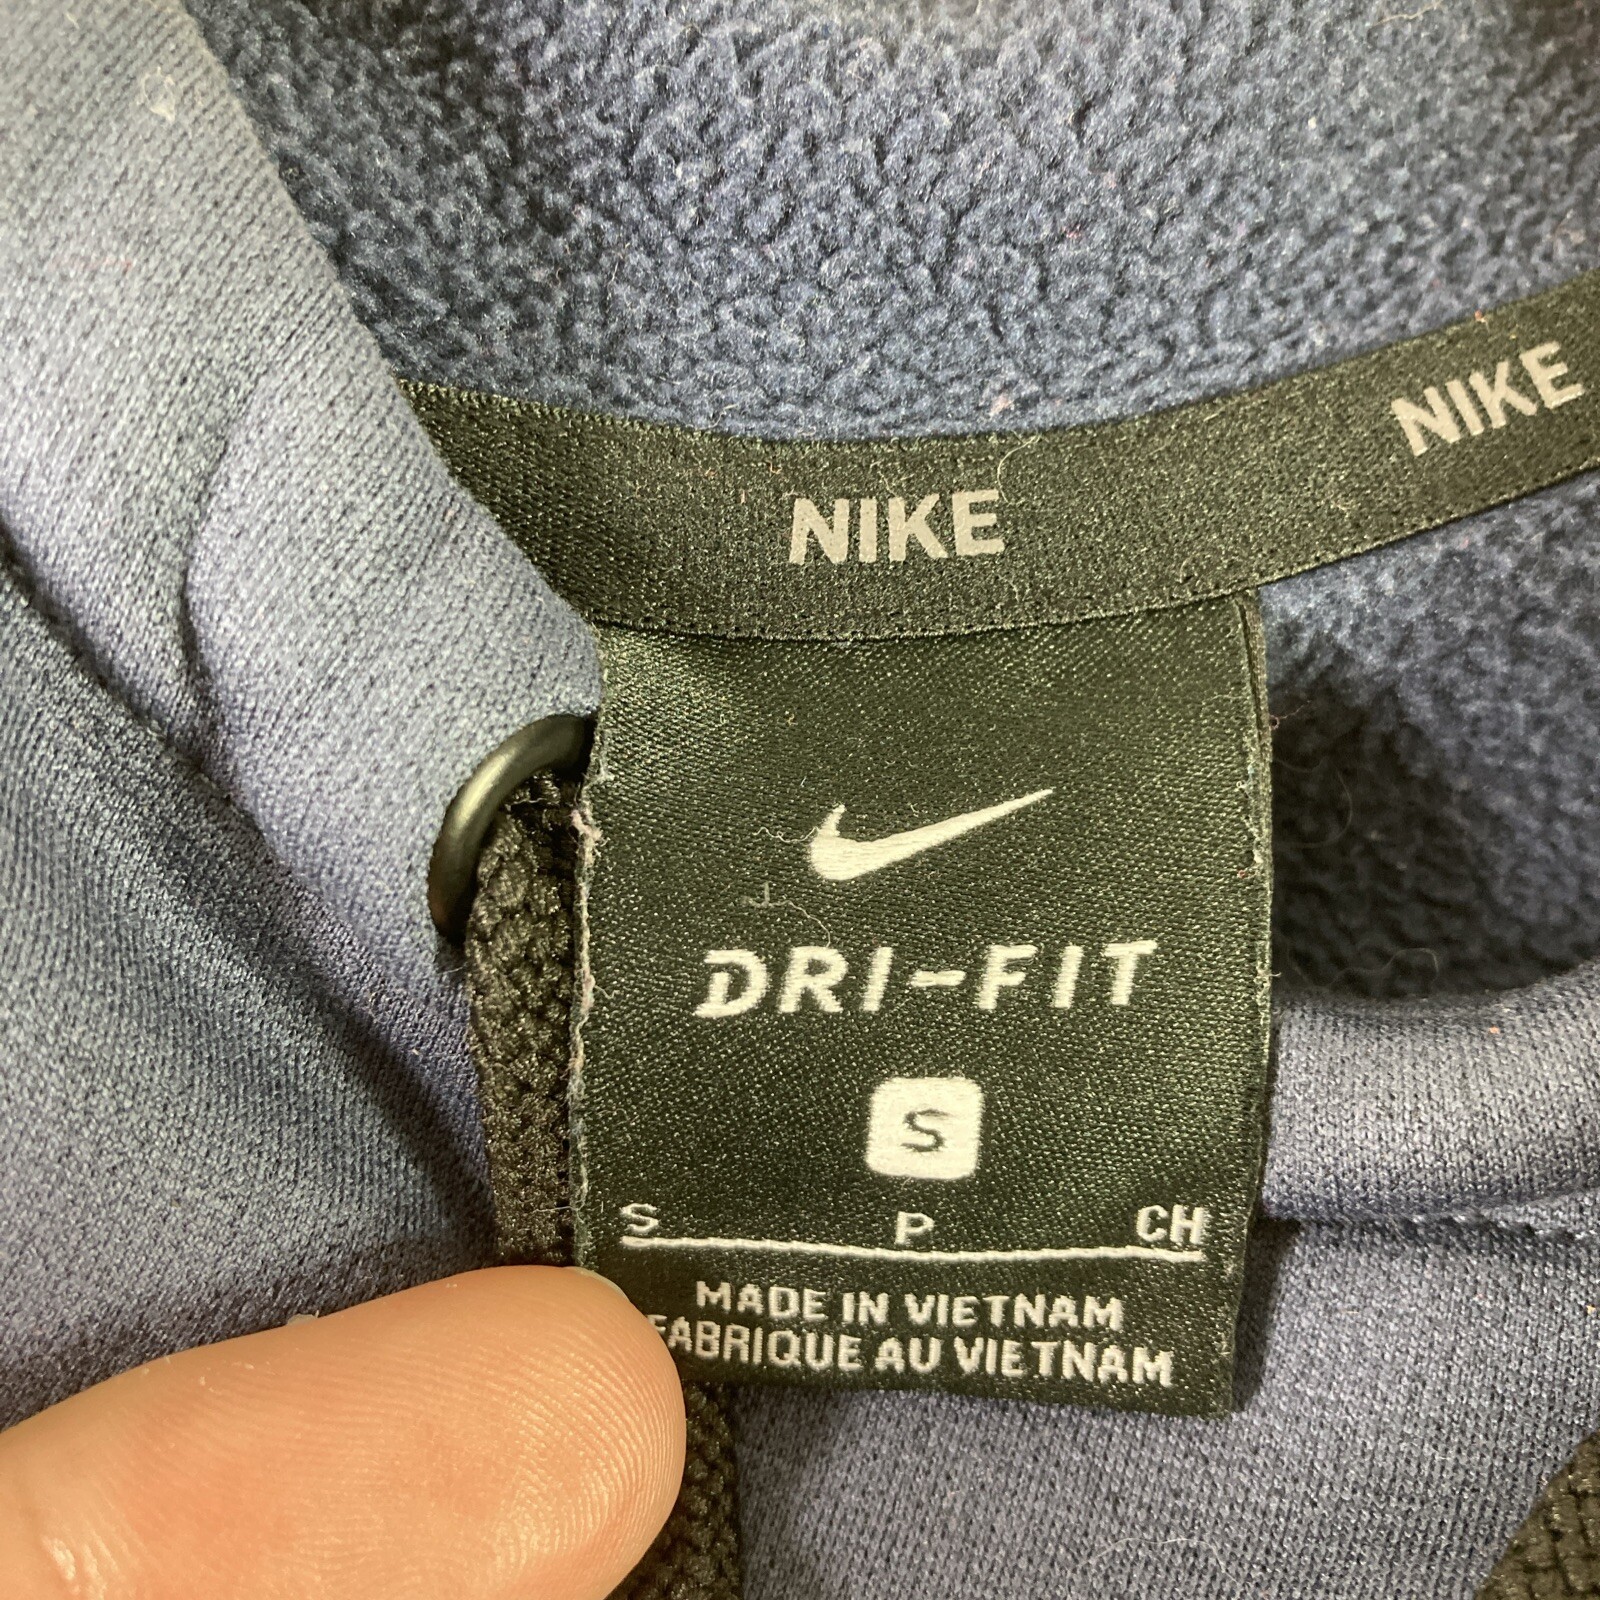 NIKE
NIKE
DRI-FIT
S
S P CH
MADE IN VIETNAM
FABRIQUE AU VIETNAM